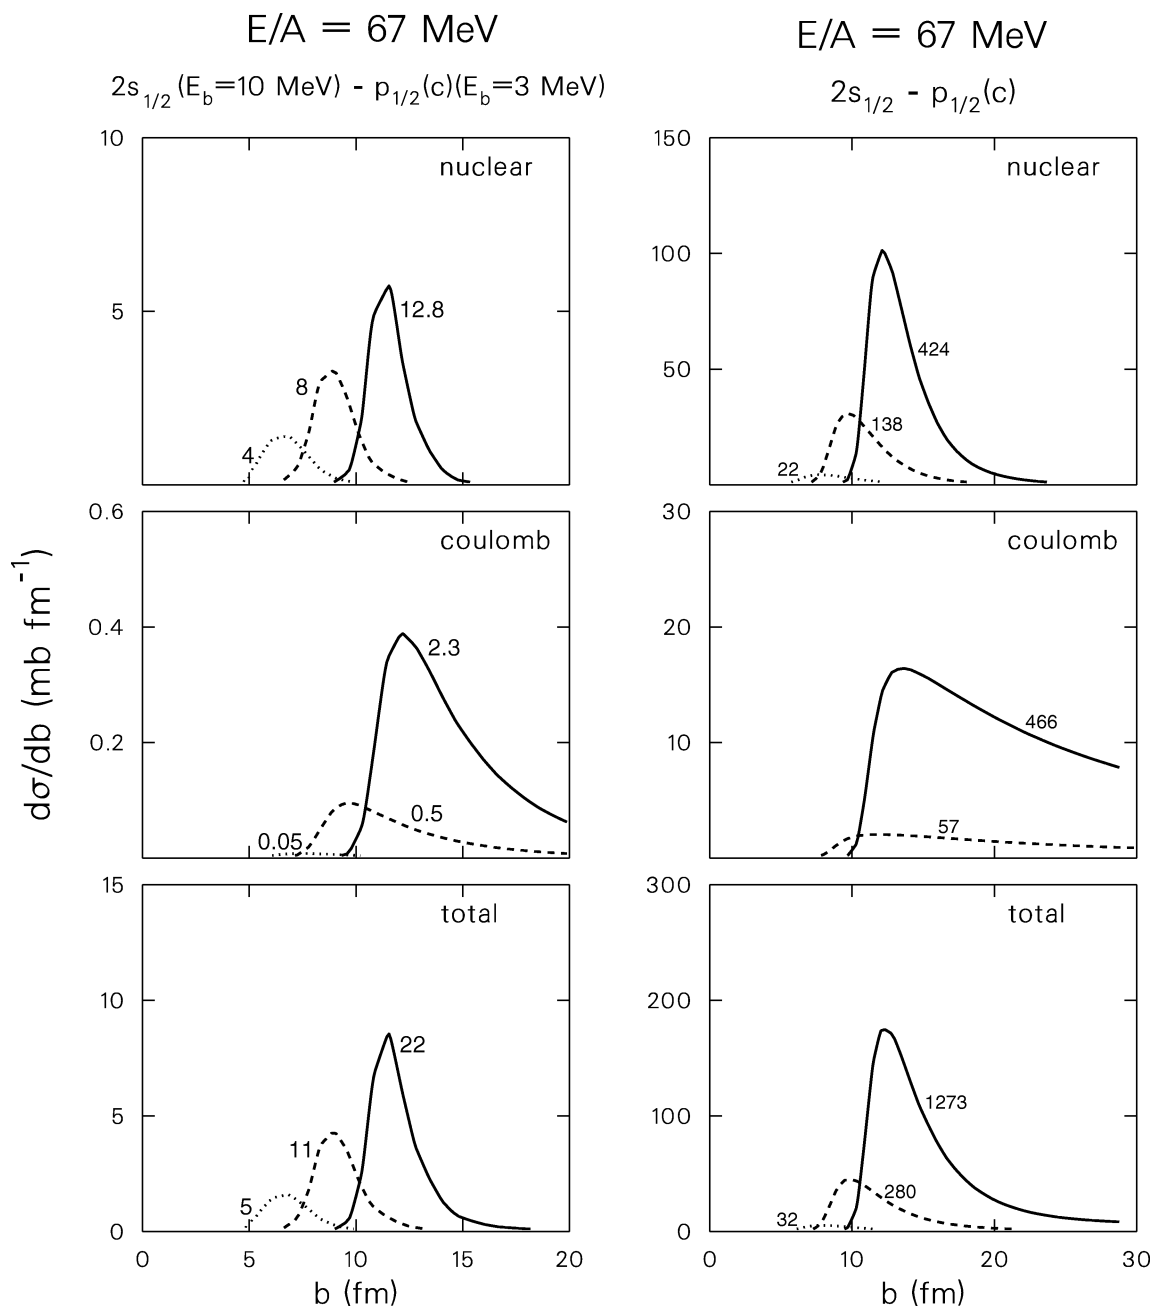 E/A = 67 MeV
E/A = 67 MeV
2s1/2 (Eb=10 MeV) - p1/2(c)(Eb=3 MeV)
2s1/2 - p1/2(c)
10
nuclear
5
12.8
8
4
150
nuclear
100
50
424
138
22
dσ/db (mb fm-1)
0.6
coulomb
0.4
0.2
2.3
0.5
0.05
30
coulomb
20
10
466
57
15
total
10
5
0
22
11
5
0 5 10 15 20
b (fm)
300
total
200
100
0
1273
280
32
0 10 20 30
b (fm)